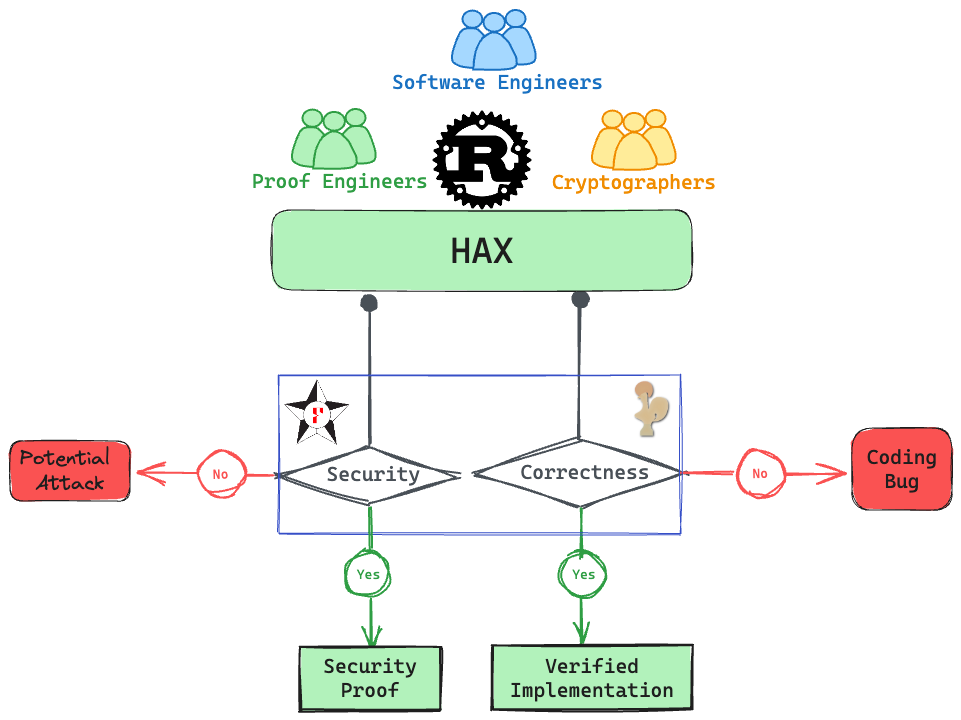 Software Engineers
Proof Engineers
R
Cryptographers
HAX
F
Potential
Attack
No
Security
Correctness
No
Coding
Bug
Yes
Yes
Security
Proof
Verified
Implementation